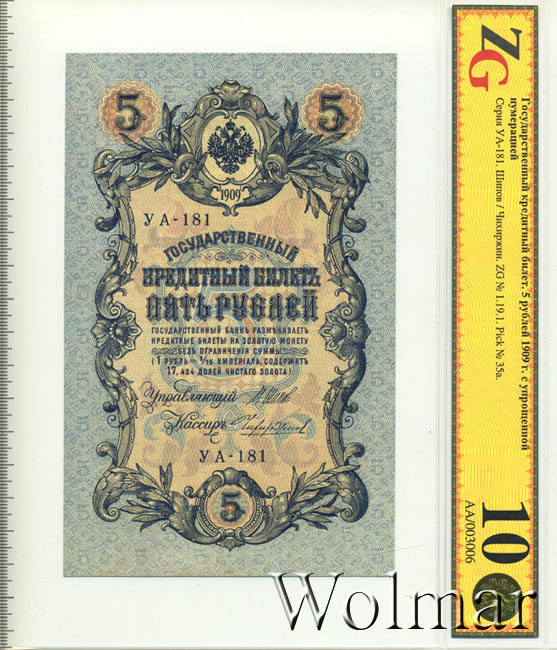 5 5
1909
УА-181
ГОСУДАРСТВЕННЫЙ
КРЕДИТНЫЙ БИЛЕТЪ
ПЯТЬ РУБЛЕЙ
ГОСУДАРСТВЕННЫЙ БАНКЪ РАЗМѢНИВАЕТЪ
КРЕДИТНЫЕ БИЛЕТЫ НА ЗОЛОТУЮ МОНЕТУ
БЕЗЪ ОГРАНИЧЕНІЯ СУММЫ
(1 РУБЛЬ = 1/15 ИМПЕРІАЛА, СОДЕРЖИТЪ
17,424 ДОЛЕЙ ЧИСТАГО ЗОЛОТА).
Управляющій
Кассиръ
УА-181
5
ZG
Государственный кредитный билет. 5 рублей 1909 г. с упрощенной
нумерацией
Серия УА-181. Шипов / Чихиржин. ZG № 1.19.1. Pick № 35a.
10
АА/003006
Wolmar